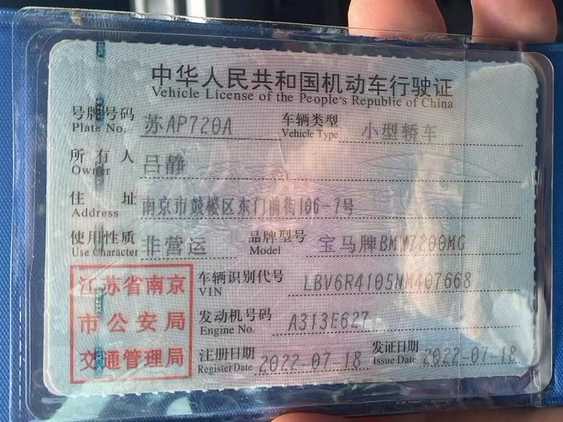 中华人民共和国机动车行驶证
Vehicle License of the People's Republic of China
号牌号码 苏AP720A 车辆类型 小型轿车
Plate No. Vehicle Type
所有人 吕静
Owner
住址 南京市鼓楼区东门前街106-7号
Address
使用性质 非营运 品牌型号 宝马牌BMW7200MG
Use Character Model
江苏省南京
市公安局
交通管理局
车辆识别代号 LBV6R4105NM407668
VIN
发动机号码 A313E627
Engine No.
注册日期 2022-07-18 发证日期 2022-07-18
Register Date Issue Date